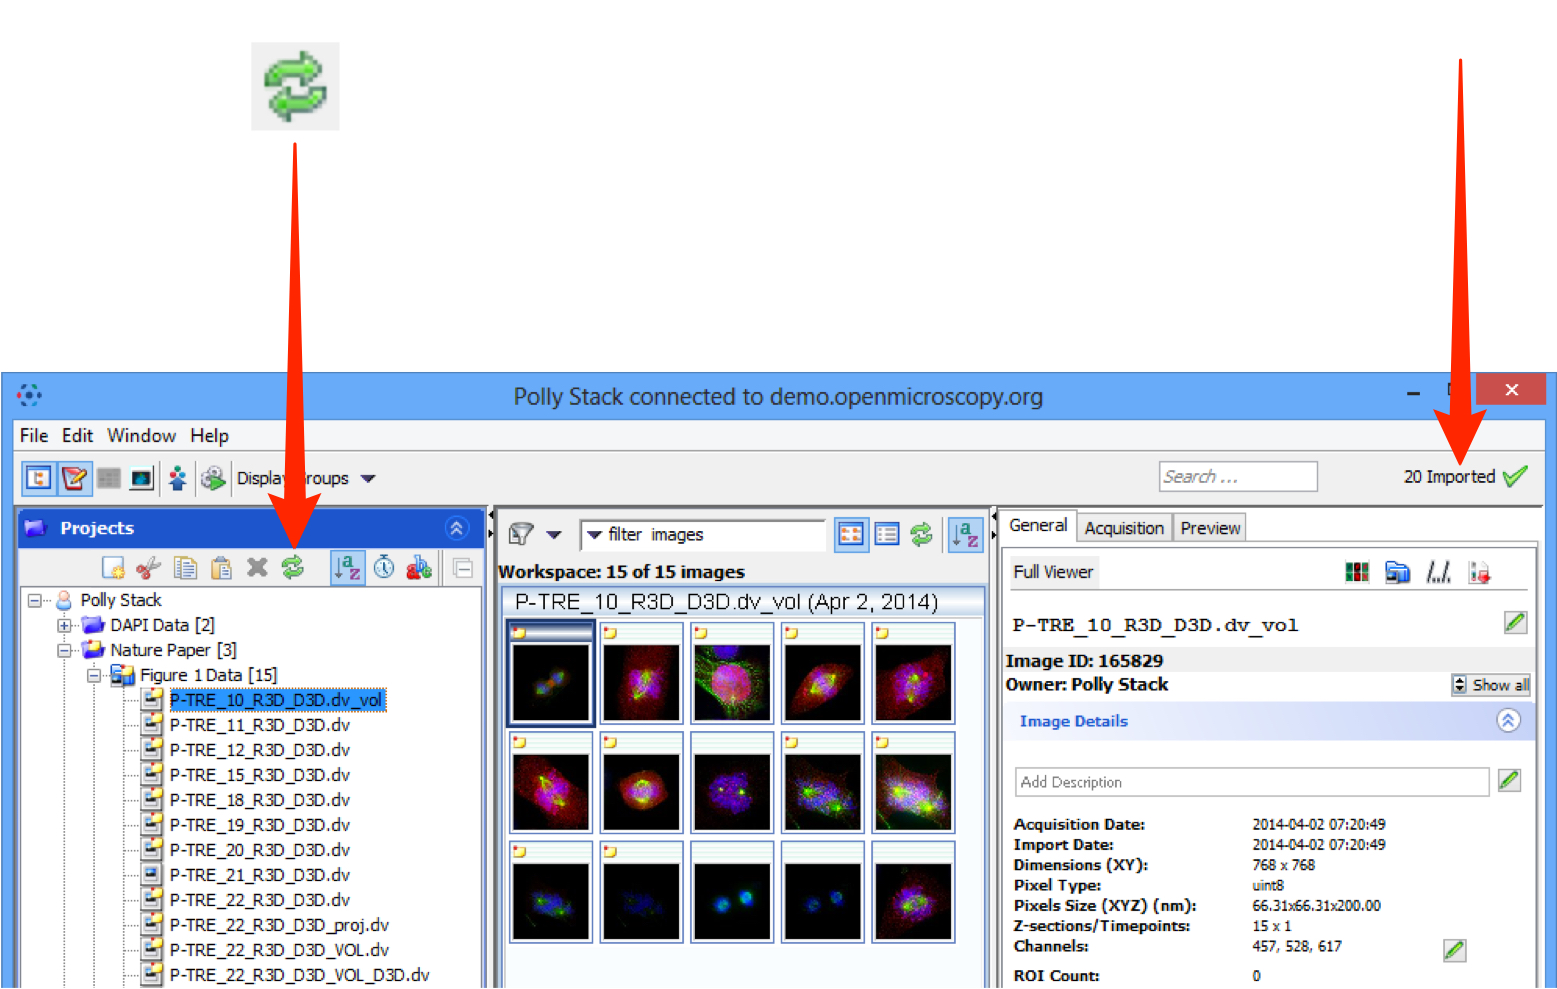 Polly Stack connected to demo.openmicroscopy.org
File Edit Window Help
Display Groups
Search ...
20 Imported
Projects
Polly Stack
DAPI Data [2]
Nature Paper [3]
Figure 1 Data [15]
P-TRE_10_R3D_D3D.dv_vol
P-TRE_11_R3D_D3D.dv
P-TRE_12_R3D_D3D.dv
P-TRE_15_R3D_D3D.dv
P-TRE_18_R3D_D3D.dv
P-TRE_19_R3D_D3D.dv
P-TRE_20_R3D_D3D.dv
P-TRE_21_R3D_D3D.dv
P-TRE_22_R3D_D3D.dv
P-TRE_22_R3D_D3D_proj.dv
P-TRE_22_R3D_D3D_VOL.dv
P-TRE_22_R3D_D3D_VOL_D3D.dv
filter images
Workspace: 15 of 15 images
P-TRE_10_R3D_D3D.dv_vol (Apr 2, 2014)
General Acquisition Preview
Full Viewer
P-TRE_10_R3D_D3D.dv_vol
Image ID: 165829
Owner: Polly Stack
Show all
Image Details
Add Description
Acquisition Date: 2014-04-02 07:20:49
Import Date: 2014-04-02 07:20:49
Dimensions (XY): 768 x 768
Pixel Type: uint8
Pixels Size (XYZ) (nm): 66.31x66.31x200.00
Z-sections/Timepoints: 15 x 1
Channels: 457, 528, 617
ROI Count: 0